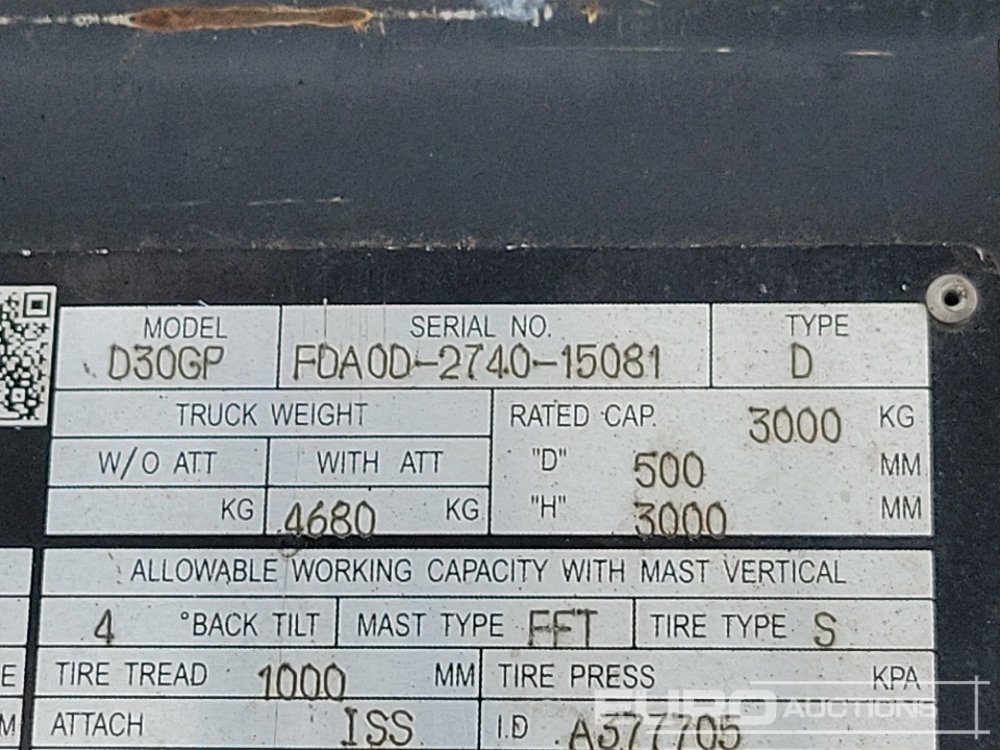 MODEL SERIAL NO. TYPE
D30GP FDA0D-2740-15081 D
TRUCK WEIGHT RATED CAP. 3000 KG
W/O ATT WITH ATT "D" 500 MM
KG 4680 KG "H" 3000 MM
ALLOWABLE WORKING CAPACITY WITH MAST VERTICAL
4 °BACK TILT MAST TYPE FFT TIRE TYPE S
E TIRE TREAD 1000 MM TIRE PRESS KPA
M ATTACH ISS I.D A377705
EURO AUCTIONS